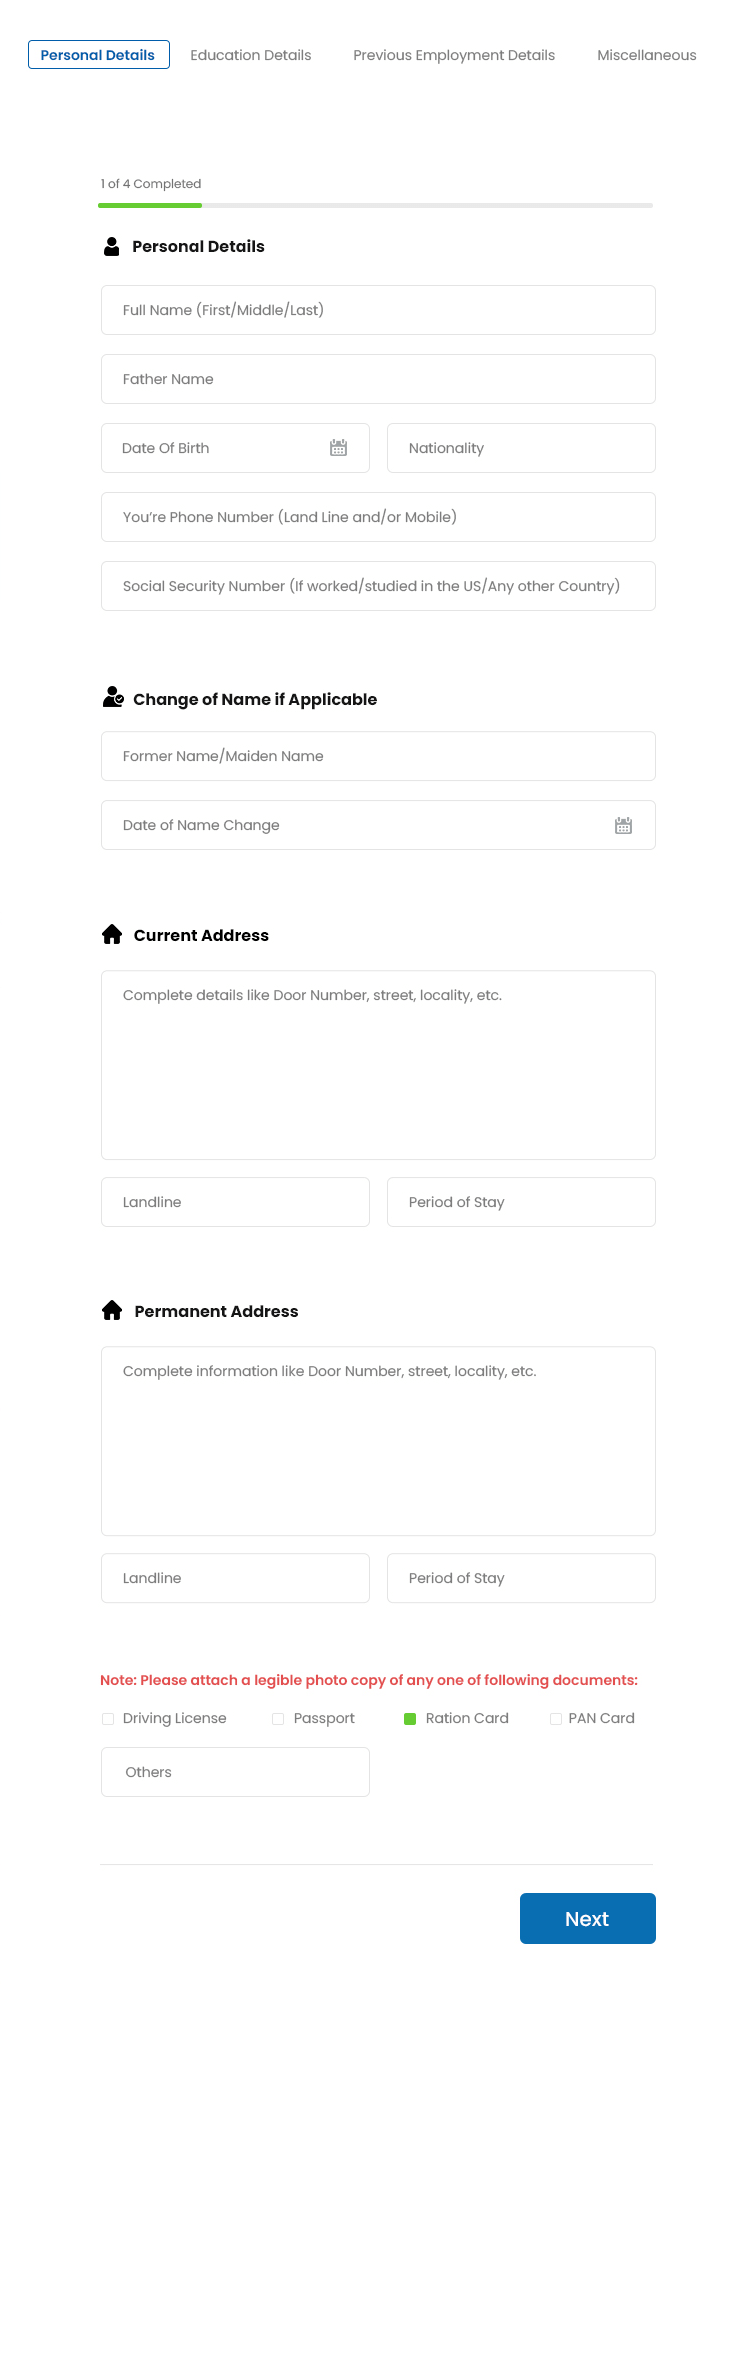 Personal Details Education Details Previous Employment Details Miscellaneous
1 of 4 Completed
Personal Details
Full Name (First/Middle/Last)
Father Name
Date Of Birth Nationality
You’re Phone Number (Land Line and/or Mobile)
Social Security Number (If worked/studied in the US/Any other Country)
Change of Name if Applicable
Former Name/Maiden Name
Date of Name Change
Current Address
Complete details like Door Number, street, locality, etc.
Landline Period of Stay
Permanent Address
Complete information like Door Number, street, locality, etc.
Landline Period of Stay
Note: Please attach a legible photo copy of any one of following documents:
Driving License Passport Ration Card PAN Card
Others
Next